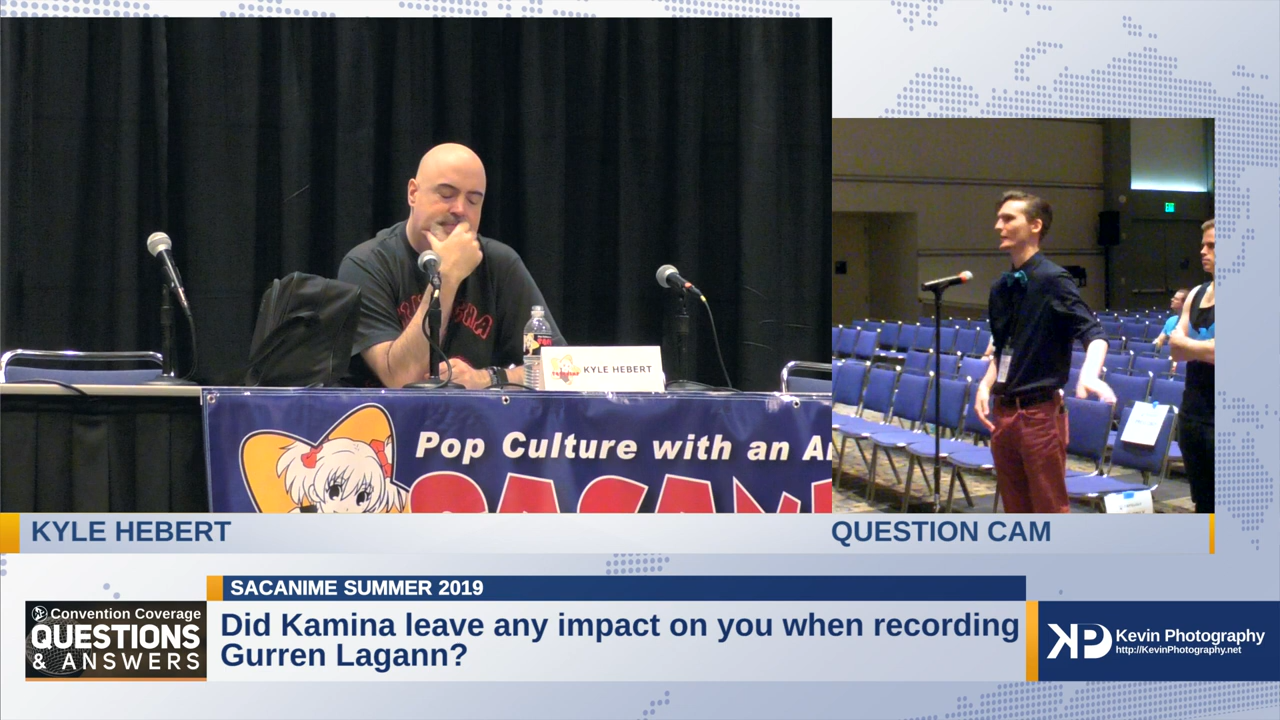 KYLE HEBERT
Pop Culture with an A
SACAN
KYLE HEBERT
QUESTION CAM
SACANIME SUMMER 2019
Convention Coverage
QUESTIONS
& ANSWERS
Did Kamina leave any impact on you when recording
Gurren Lagann?
KP
Kevin Photography
http://KevinPhotography.net